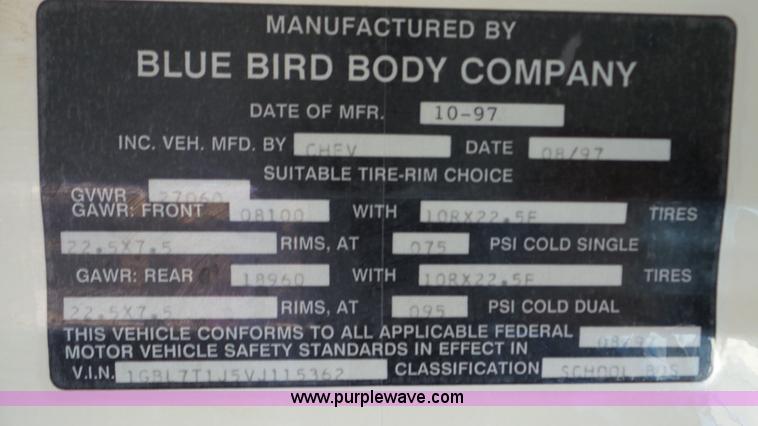 MANUFACTURED BY
BLUE BIRD BODY COMPANY
DATE OF MFR. 10-97
INC. VEH. MFD. BY CHEV DATE 08/97
SUITABLE TIRE-RIM CHOICE
GVWR 27060
GAWR: FRONT 08100 WITH 10RX22.5F TIRES
22.5X7.5 RIMS, AT 075 PSI COLD SINGLE
GAWR: REAR 18960 WITH 10RX22.5F TIRES
22.5X7.5 RIMS, AT 095 PSI COLD DUAL
THIS VEHICLE CONFORMS TO ALL APPLICABLE FEDERAL 08/97
MOTOR VEHICLE SAFETY STANDARDS IN EFFECT IN
V.I.N. 1GBL7T1J5VJ115362 CLASSIFICATION SCHOOL BUS
www.purplewave.com